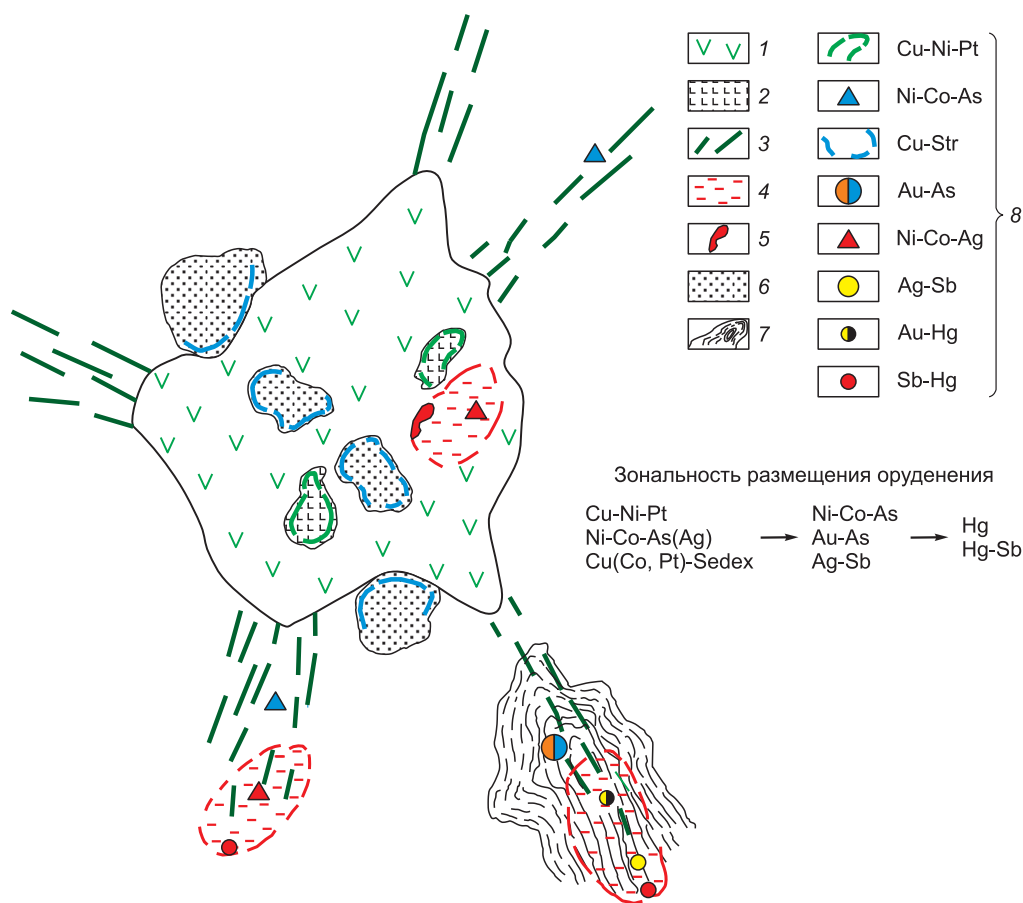 1 Cu-Ni-Pt
2 Ni-Co-As
3 Cu-Str
4 Au-As
5 Ni-Co-Ag
6 Ag-Sb
7 Au-Hg
Sb-Hg
8
Зональность размещения оруденения
Cu-Ni-Pt
Ni-Co-As(Ag)
Cu(Co, Pt)-Sedex
Ni-Co-As
Au-As
Ag-Sb
Hg
Hg-Sb